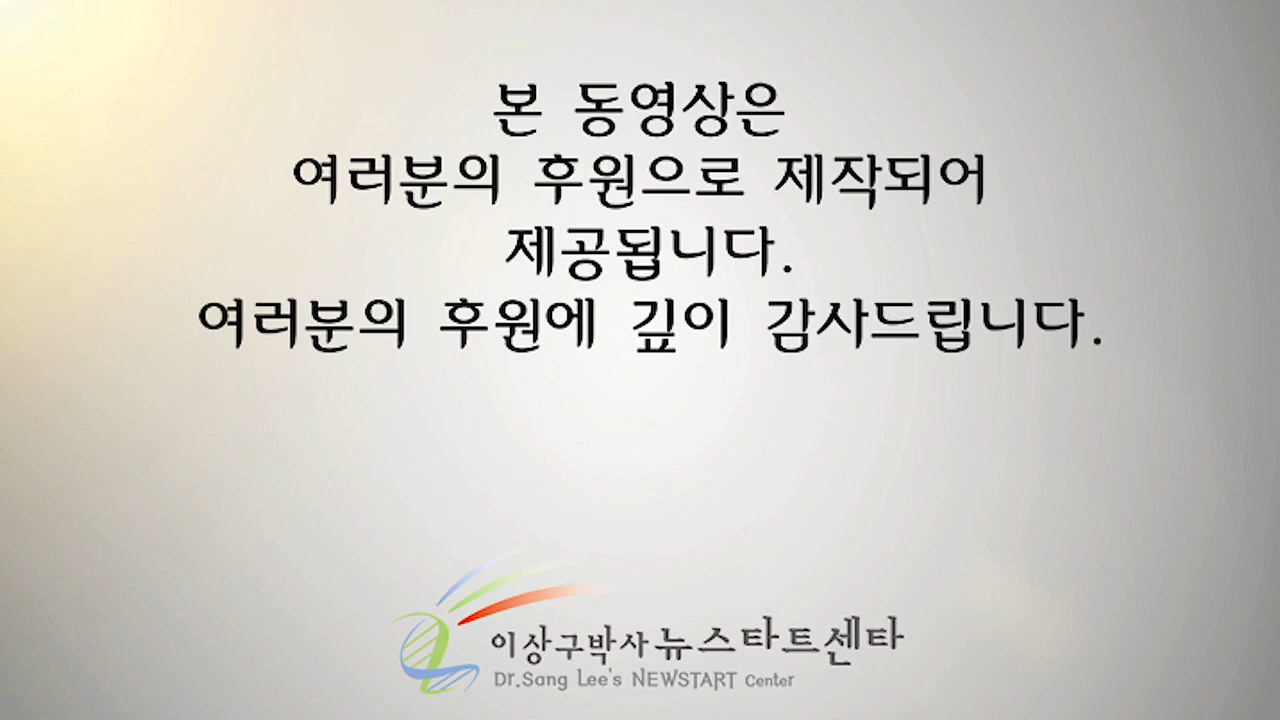 본 동영상은
여러분의 후원으로 제작되어
제공됩니다.
여러분의 후원에 깊이 감사드립니다.
이상구박사 뉴스타트센타
Dr.Sang Lee's NEWSTART Center